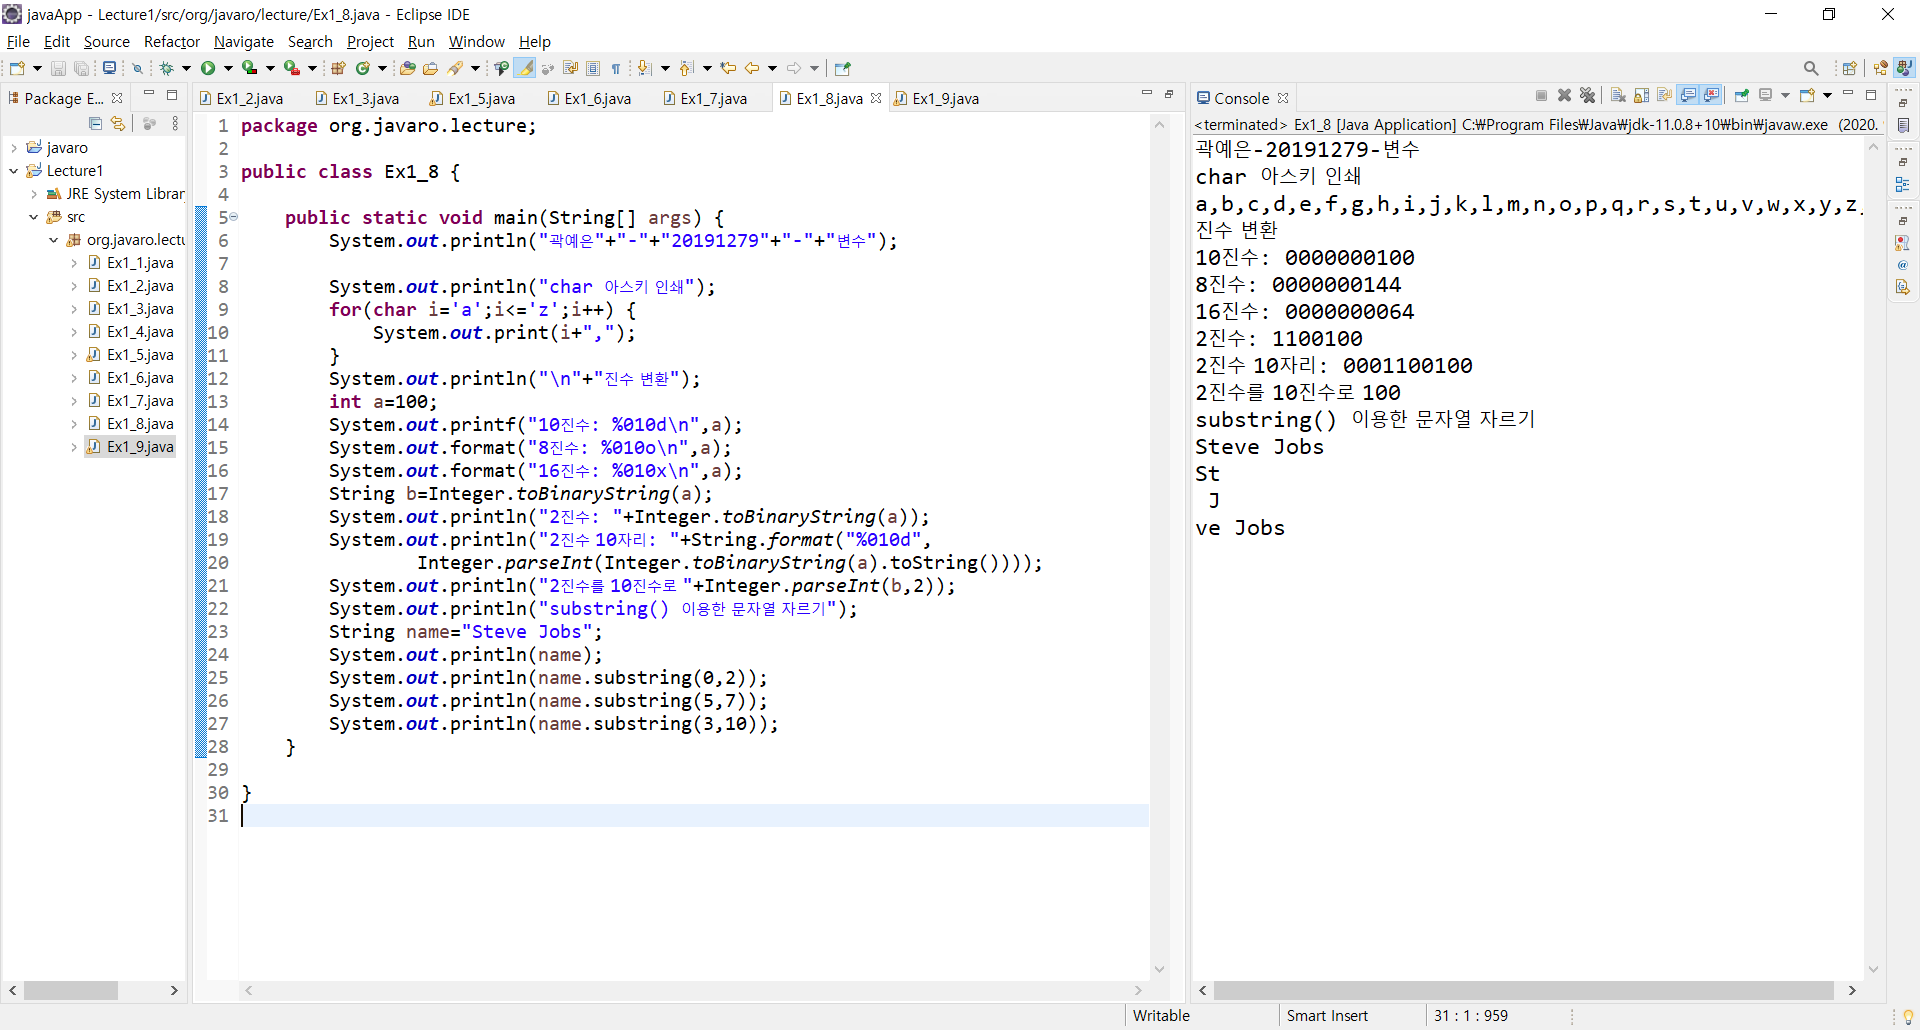 javaApp - Lecture1/src/org/javaro/lecture/Ex1_8.java - Eclipse IDE
File Edit Source Refactor Navigate Search Project Run Window Help
Package E...
javaro
Lecture1
JRE System Librar
src
org.javaro.lectu
Ex1_1.java
Ex1_2.java
Ex1_3.java
Ex1_4.java
Ex1_5.java
Ex1_6.java
Ex1_7.java
Ex1_8.java
Ex1_9.java
Ex1_2.java Ex1_3.java Ex1_5.java Ex1_6.java Ex1_7.java Ex1_8.java Ex1_9.java
1 package org.javaro.lecture;
2
3 public class Ex1_8 {
4
5 public static void main(String[] args) {
6 System.out.println("곽예은"+"-"+"20191279"+"-"+"변수");
7
8 System.out.println("char 아스키 인쇄");
9 for(char i='a';i<='z';i++) {
10 System.out.print(i+",");
11 }
12 System.out.println("\n"+"진수 변환");
13 int a=100;
14 System.out.printf("10진수: %010d\n",a);
15 System.out.format("8진수: %010o\n",a);
16 System.out.format("16진수: %010x\n",a);
17 String b=Integer.toBinaryString(a);
18 System.out.println("2진수: "+Integer.toBinaryString(a));
19 System.out.println("2진수 10자리: "+String.format("%010d",
20 Integer.parseInt(Integer.toBinaryString(a).toString())));
21 System.out.println("2진수를 10진수로 "+Integer.parseInt(b,2));
22 System.out.println("substring() 이용한 문자열 자르기");
23 String name="Steve Jobs";
24 System.out.println(name);
25 System.out.println(name.substring(0,2));
26 System.out.println(name.substring(5,7));
27 System.out.println(name.substring(3,10));
28 }
29
30 }
31
Console
<terminated> Ex1_8 [Java Application] C:₩Program Files₩Java₩jdk-11.0.8+10₩bin₩javaw.exe (2020.
곽예은-20191279-변수
char 아스키 인쇄
a,b,c,d,e,f,g,h,i,j,k,l,m,n,o,p,q,r,s,t,u,v,w,x,y,z,
진수 변환
10진수: 0000000100
8진수: 0000000144
16진수: 0000000064
2진수: 1100100
2진수 10자리: 0001100100
2진수를 10진수로 100
substring() 이용한 문자열 자르기
Steve Jobs
St
J
ve Jobs
Writable Smart Insert 31 : 1 : 959